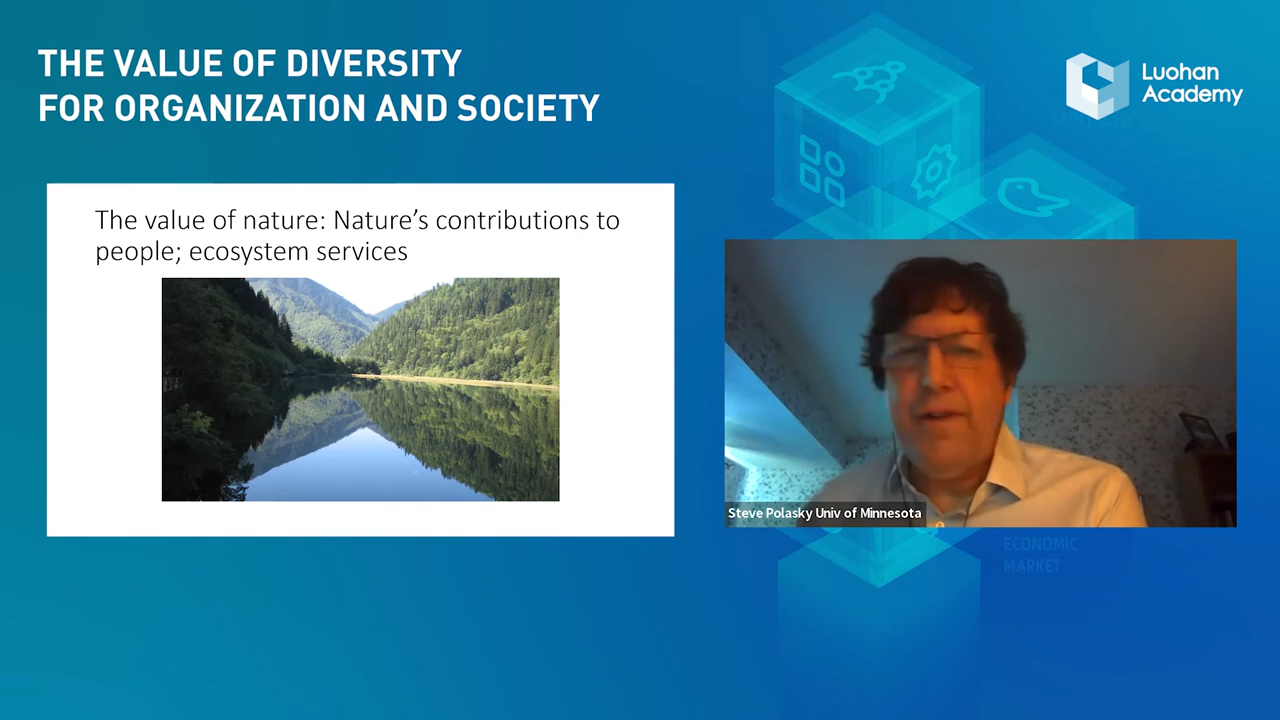 THE VALUE OF DIVERSITY
FOR ORGANIZATION AND SOCIETY
Luohan
Academy
The value of nature: Nature’s contributions to
people; ecosystem services
Steve Polasky Univ of Minnesota
ECONOMIC
MARKET